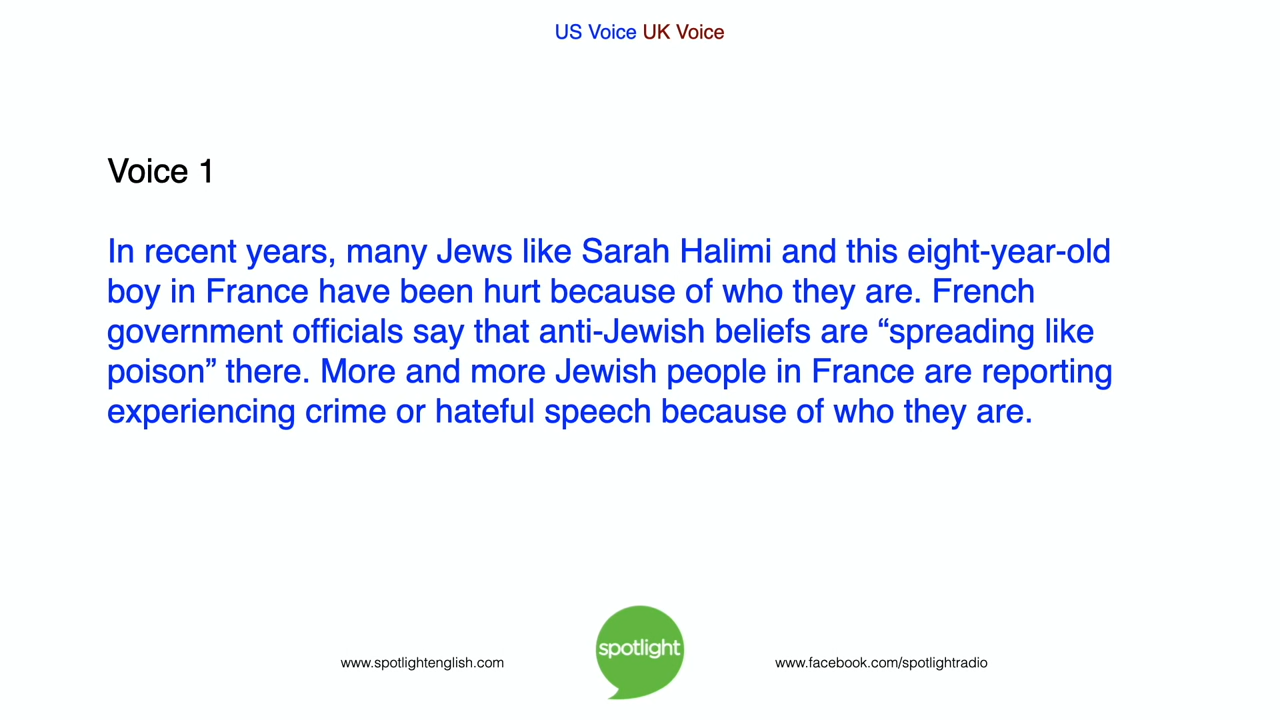 US Voice UK Voice
Voice 1
In recent years, many Jews like Sarah Halimi and this eight-year-old
boy in France have been hurt because of who they are. French
government officials say that anti-Jewish beliefs are “spreading like
poison” there. More and more Jewish people in France are reporting
experiencing crime or hateful speech because of who they are.
spotlight
www.spotlightenglish.com
www.facebook.com/spotlightradio